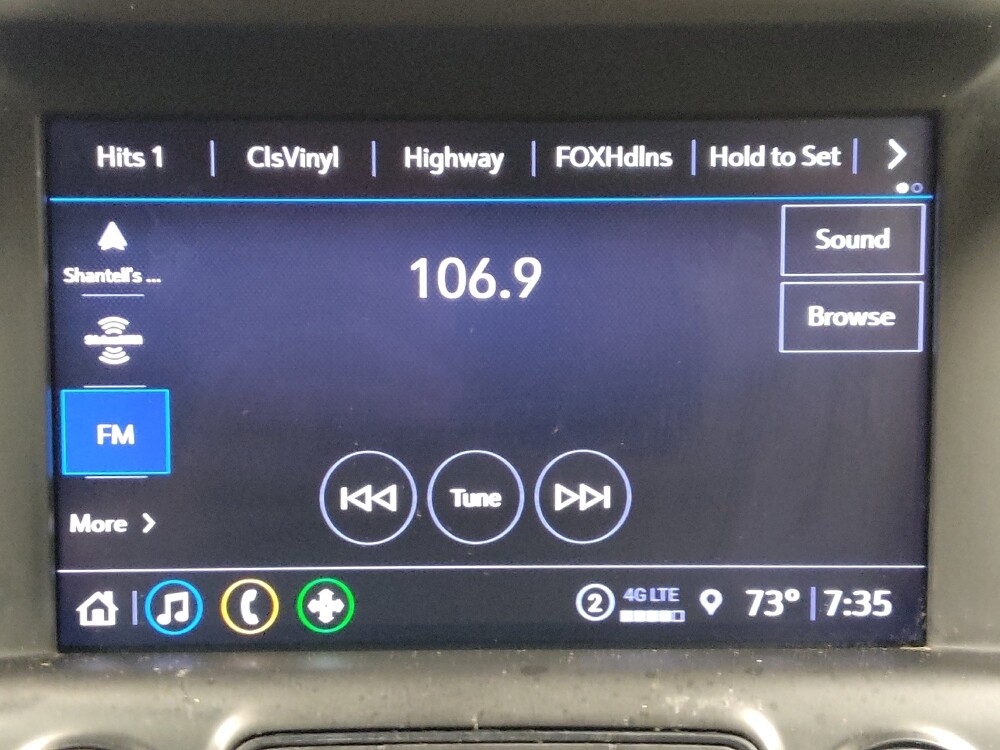 Hits 1 | ClsVinyl | Highway | FOXHdlns | Hold to Set
Shantell's ...
106.9
Sound
Browse
FM
Tune
More
2 4G LTE 73° 7:35